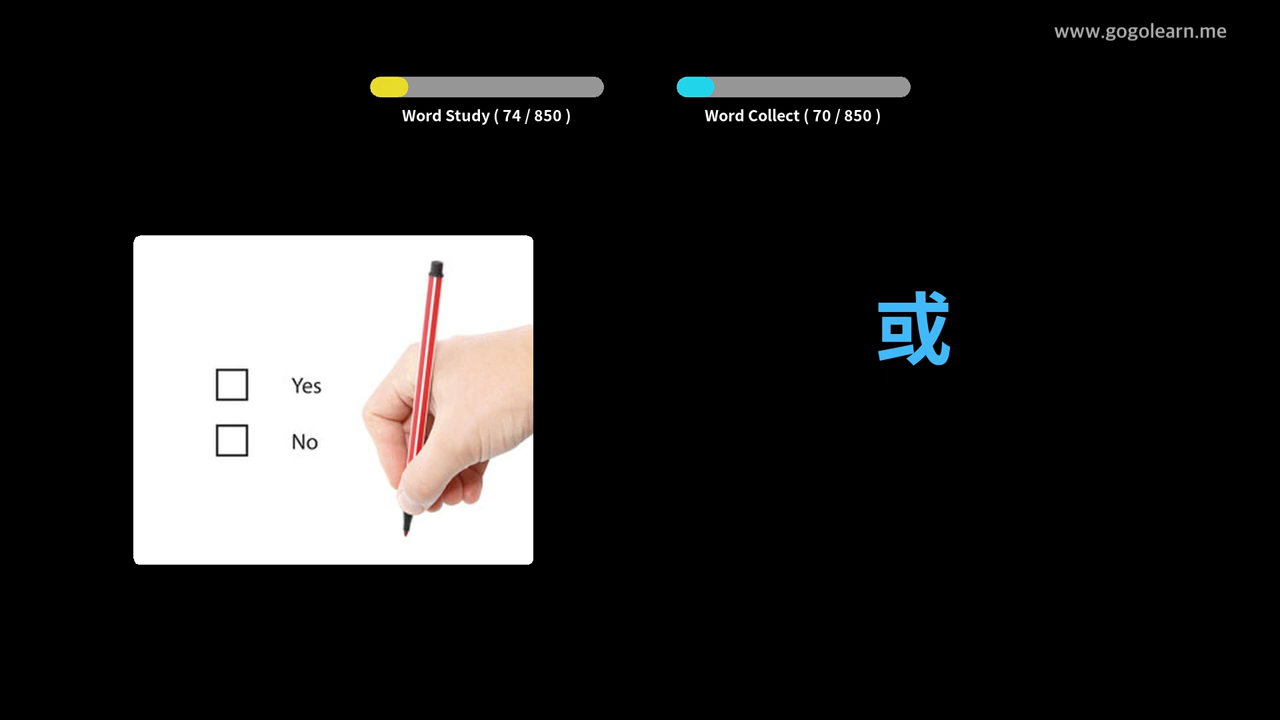 www.gogolearn.me
Word Study ( 74 / 850 )
Word Collect ( 70 / 850 )
Yes
No
或